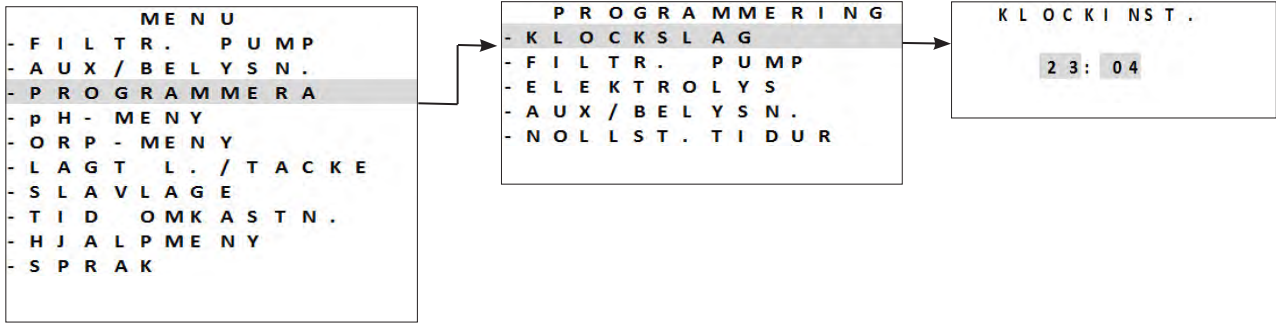 MENU
- FILTR. PUMP
- AUX/BELYSN.
- PROGRAMMERA
- pH- MENY
- ORP- MENY
- LAGT L./TACKE
- SLAVLAGE
- TID OMKASTN.
- HJALPMENY
- SPRAK
PROGRAMMERING
- KLOCKSLAG
- FILTR. PUMP
- ELEKTROLYS
- AUX/BELYSN.
- NOLLST. TIDUR
KLOCKINST.
23: 04